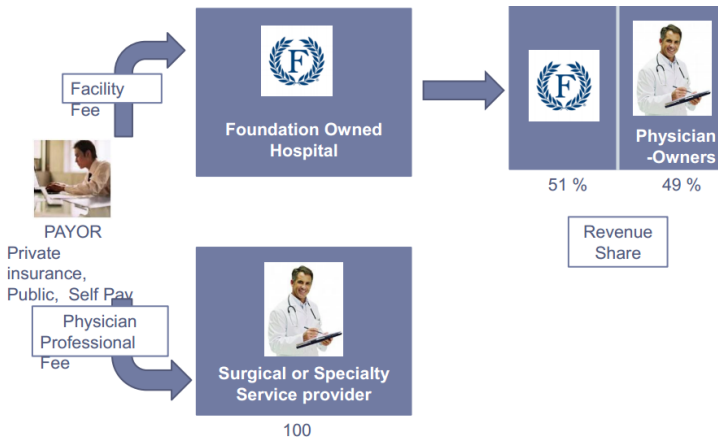 Facility
Fee
F
Foundation Owned
Hospital
F
Physician
-Owners
51 %
49 %
Revenue
Share
PAYOR
Private
insurance,
Public, Self Pay
Physician
Professional
Fee
Surgical or Specialty
Service provider
100